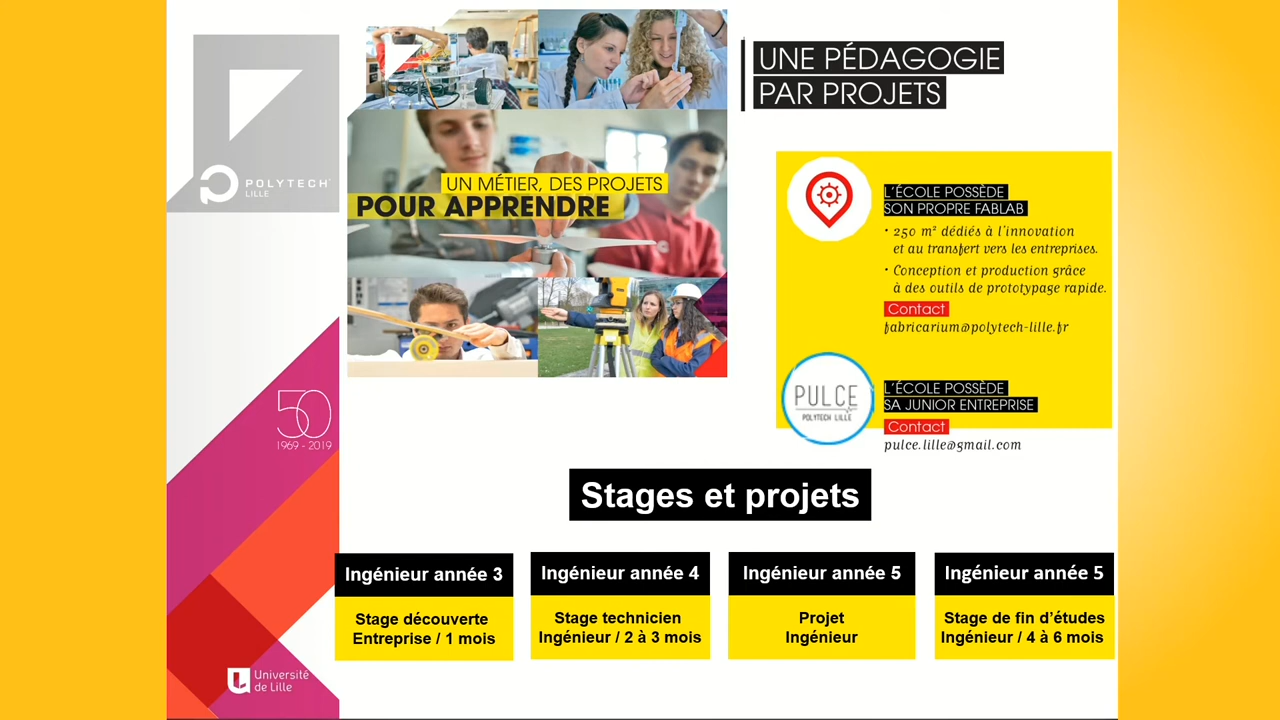 POLYTECH
LILLE
50
1969 - 2019
Université
de Lille
UN MÉTIER, DES PROJETS
POUR APPRENDRE
UNE PÉDAGOGIE
PAR PROJETS
L'ÉCOLE POSSÈDE
SON PROPRE FABLAB
• 250 m² dédiés à l'innovation
et au transfert vers les entreprises.
• Conception et production grâce
à des outils de prototypage rapide.
Contact
fabricarium@polytech-lille.fr
PULCE
POLYTECH LILLE
L'ÉCOLE POSSÈDE
SA JUNIOR ENTREPRISE
Contact
pulce.lille@gmail.com
Stages et projets
Ingénieur année 3
Stage découverte
Entreprise / 1 mois
Ingénieur année 4
Stage technicien
Ingénieur / 2 à 3 mois
Ingénieur année 5
Projet
Ingénieur
Ingénieur année 5
Stage de fin d’études
Ingénieur / 4 à 6 mois